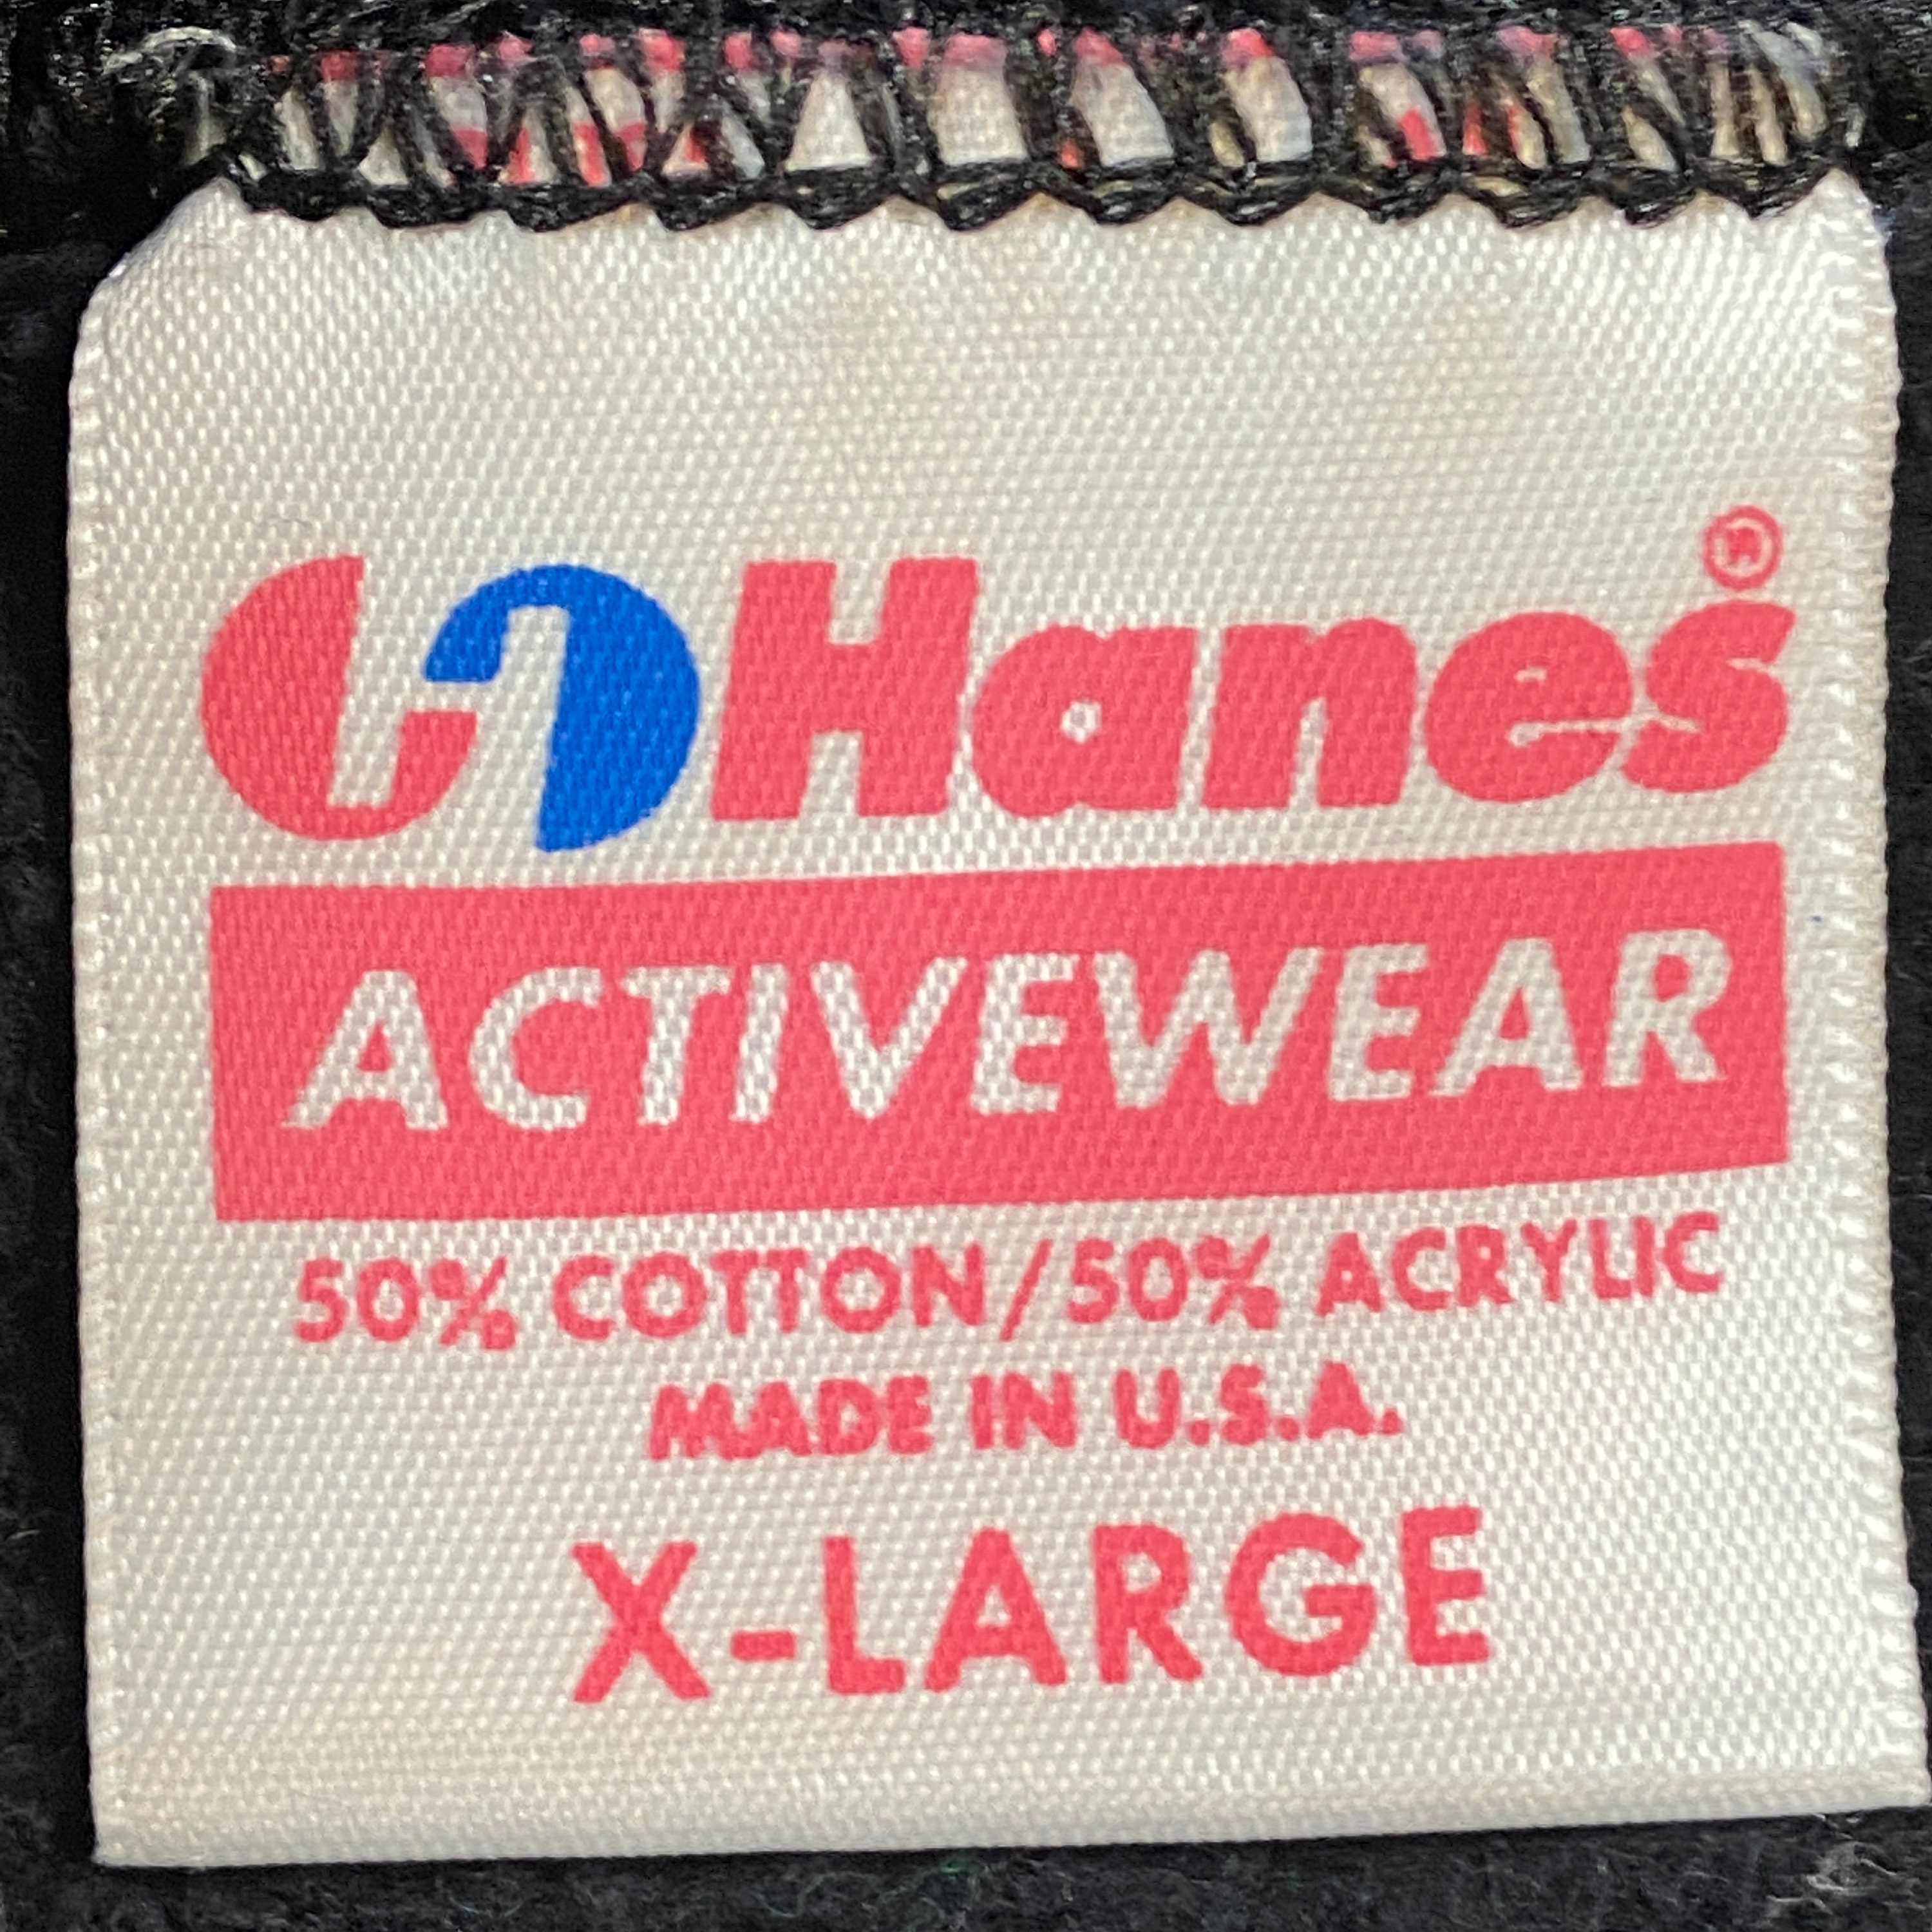 Hanes®
ACTIVEWEAR
50% COTTON/50% ACRYLIC
MADE IN U.S.A.
X-LARGE